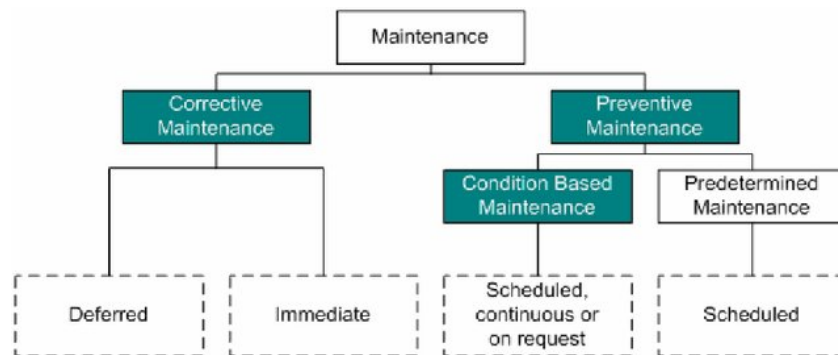 Maintenance
Corrective
Maintenance
Preventive
Maintenance
Condition Based
Maintenance
Predetermined
Maintenance
Deferred
Immediate
Scheduled,
continuous or
on request
Scheduled